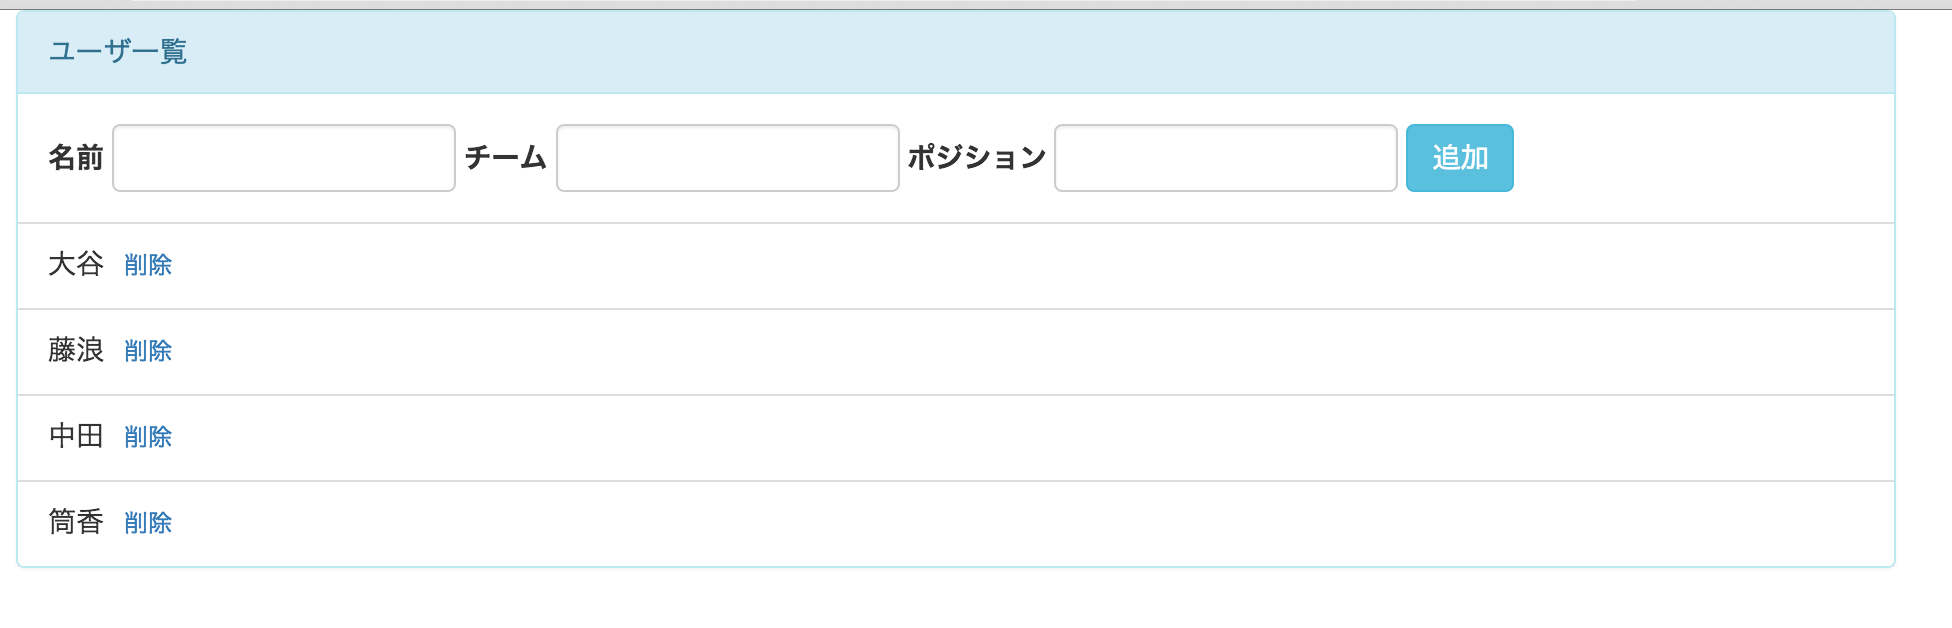 ユーザ一覧
名前 チーム ポジション 追加
大谷 削除
藤浪 削除
中田 削除
筒香 削除